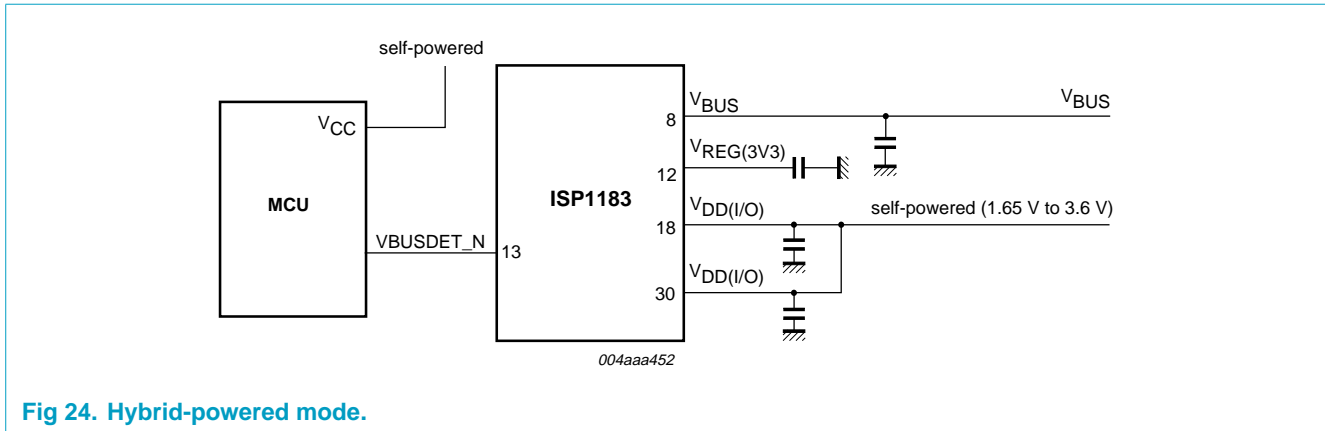 self-powered
VCC
MCU
VBUSDET_N
13
ISP1183
8
VBUS
VBUS
12
VREG(3V3)
18
VDD(I/O)
self-powered (1.65 V to 3.6 V)
30
VDD(I/O)
004aaa452
Fig 24. Hybrid-powered mode.